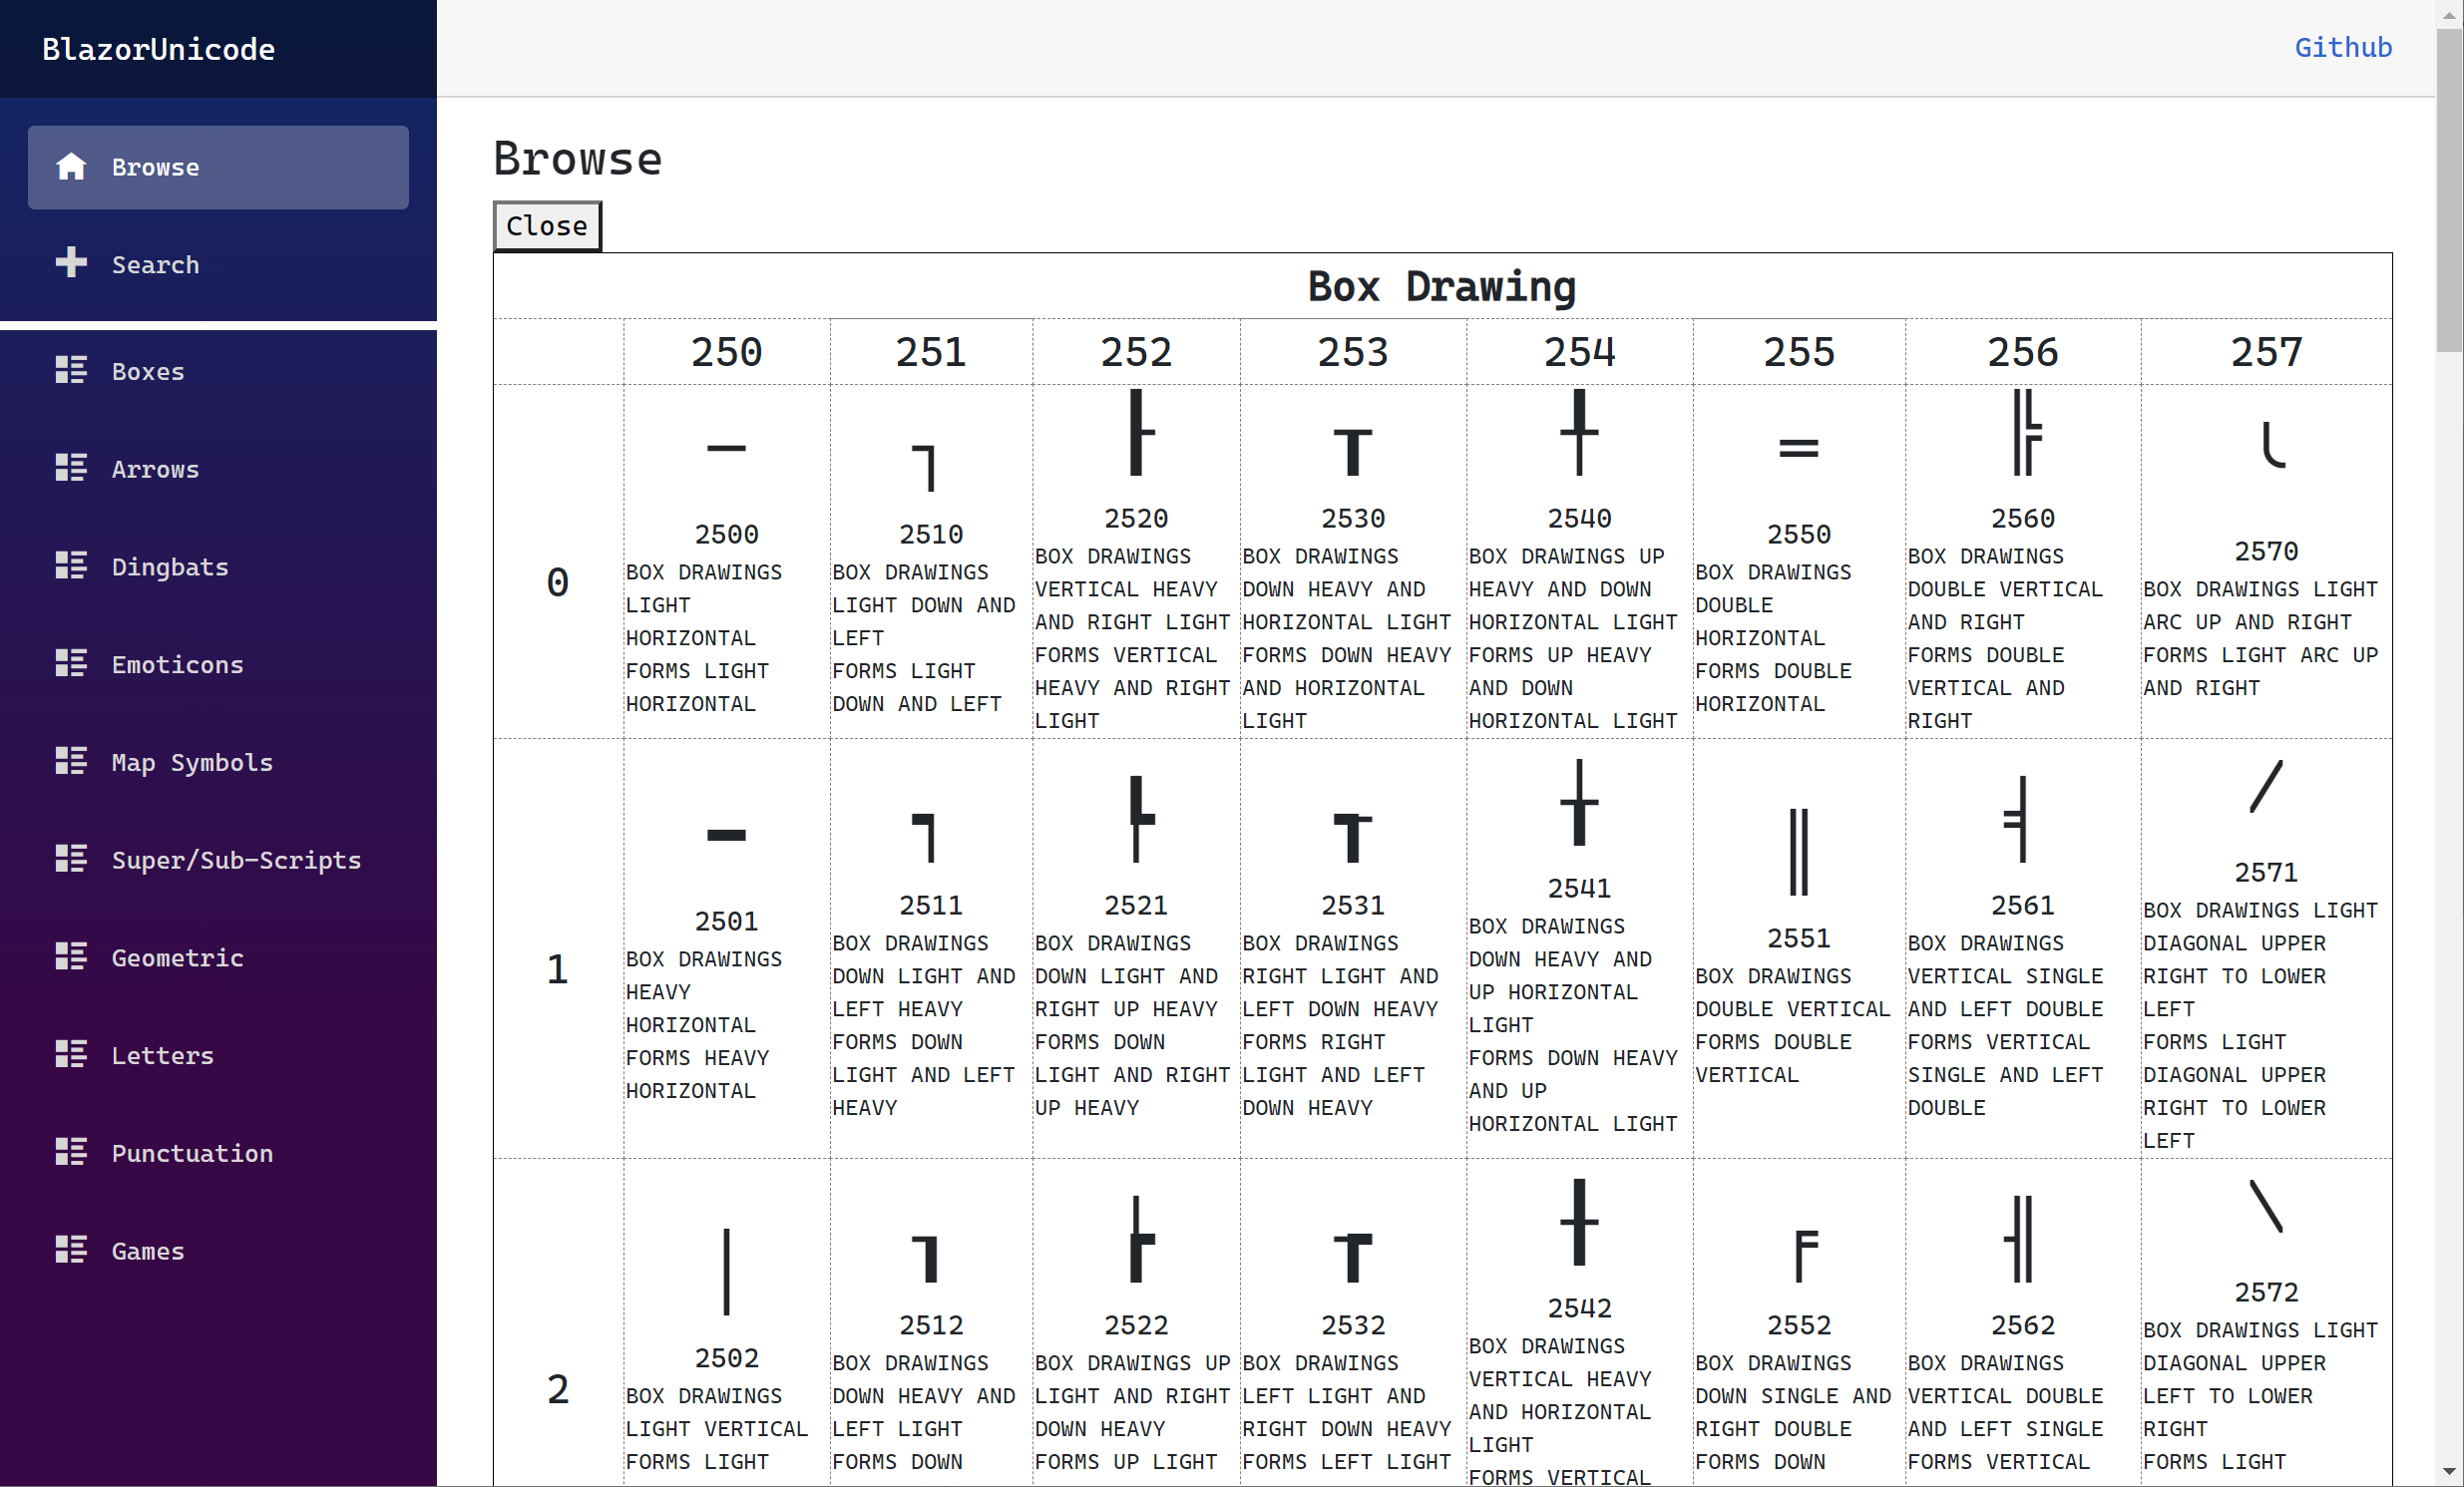 BlazorUnicode
Github
Browse
Search
Boxes
Arrows
Dingbats
Emoticons
Map Symbols
Super/Sub-Scripts
Geometric
Letters
Punctuation
Games
Browse
Close
Box Drawing
250 251 252 253 254 255 256 257
0
─
2500
BOX DRAWINGS
LIGHT
HORIZONTAL
FORMS LIGHT
HORIZONTAL
┐
2510
BOX DRAWINGS
LIGHT DOWN AND
LEFT
FORMS LIGHT
DOWN AND LEFT
┠
2520
BOX DRAWINGS
VERTICAL HEAVY
AND RIGHT LIGHT
FORMS VERTICAL
HEAVY AND RIGHT
LIGHT
┰
2530
BOX DRAWINGS
DOWN HEAVY AND
HORIZONTAL LIGHT
FORMS DOWN HEAVY
AND HORIZONTAL
LIGHT
╀
2540
BOX DRAWINGS UP
HEAVY AND DOWN
HORIZONTAL LIGHT
FORMS UP HEAVY
AND DOWN
HORIZONTAL LIGHT
═
2550
BOX DRAWINGS
DOUBLE
HORIZONTAL
FORMS DOUBLE
HORIZONTAL
╠
2560
BOX DRAWINGS
DOUBLE VERTICAL
AND RIGHT
FORMS DOUBLE
VERTICAL AND
RIGHT
╰
2570
BOX DRAWINGS LIGHT
ARC UP AND RIGHT
FORMS LIGHT ARC UP
AND RIGHT
1
━
2501
BOX DRAWINGS
HEAVY
HORIZONTAL
FORMS HEAVY
HORIZONTAL
┑
2511
BOX DRAWINGS
DOWN LIGHT AND
LEFT HEAVY
FORMS DOWN
LIGHT AND LEFT
HEAVY
┡
2521
BOX DRAWINGS
DOWN LIGHT AND
RIGHT UP HEAVY
FORMS DOWN
LIGHT AND RIGHT
UP HEAVY
┱
2531
BOX DRAWINGS
RIGHT LIGHT AND
LEFT DOWN HEAVY
FORMS RIGHT
LIGHT AND LEFT
DOWN HEAVY
╁
2541
BOX DRAWINGS
DOWN HEAVY AND
UP HORIZONTAL
LIGHT
FORMS DOWN HEAVY
AND UP
HORIZONTAL LIGHT
║
2551
BOX DRAWINGS
DOUBLE VERTICAL
FORMS DOUBLE
VERTICAL
╡
2561
BOX DRAWINGS
VERTICAL SINGLE
AND LEFT DOUBLE
FORMS VERTICAL
SINGLE AND LEFT
DOUBLE
╱
2571
BOX DRAWINGS LIGHT
DIAGONAL UPPER
RIGHT TO LOWER
LEFT
FORMS LIGHT
DIAGONAL UPPER
RIGHT TO LOWER
LEFT
2
│
2502
BOX DRAWINGS
LIGHT VERTICAL
FORMS LIGHT
┒
2512
BOX DRAWINGS
DOWN HEAVY AND
LEFT LIGHT
FORMS DOWN
┢
2522
BOX DRAWINGS UP
LIGHT AND RIGHT
DOWN HEAVY
FORMS UP LIGHT
┲
2532
BOX DRAWINGS
LEFT LIGHT AND
RIGHT DOWN HEAVY
FORMS LEFT LIGHT
╂
2542
BOX DRAWINGS
VERTICAL HEAVY
AND HORIZONTAL
LIGHT
FORMS VERTICAL
╒
2552
BOX DRAWINGS
DOWN SINGLE AND
RIGHT DOUBLE
FORMS DOWN
╢
2562
BOX DRAWINGS
VERTICAL DOUBLE
AND LEFT SINGLE
FORMS VERTICAL
╲
2572
BOX DRAWINGS LIGHT
DIAGONAL UPPER
LEFT TO LOWER
RIGHT
FORMS LIGHT